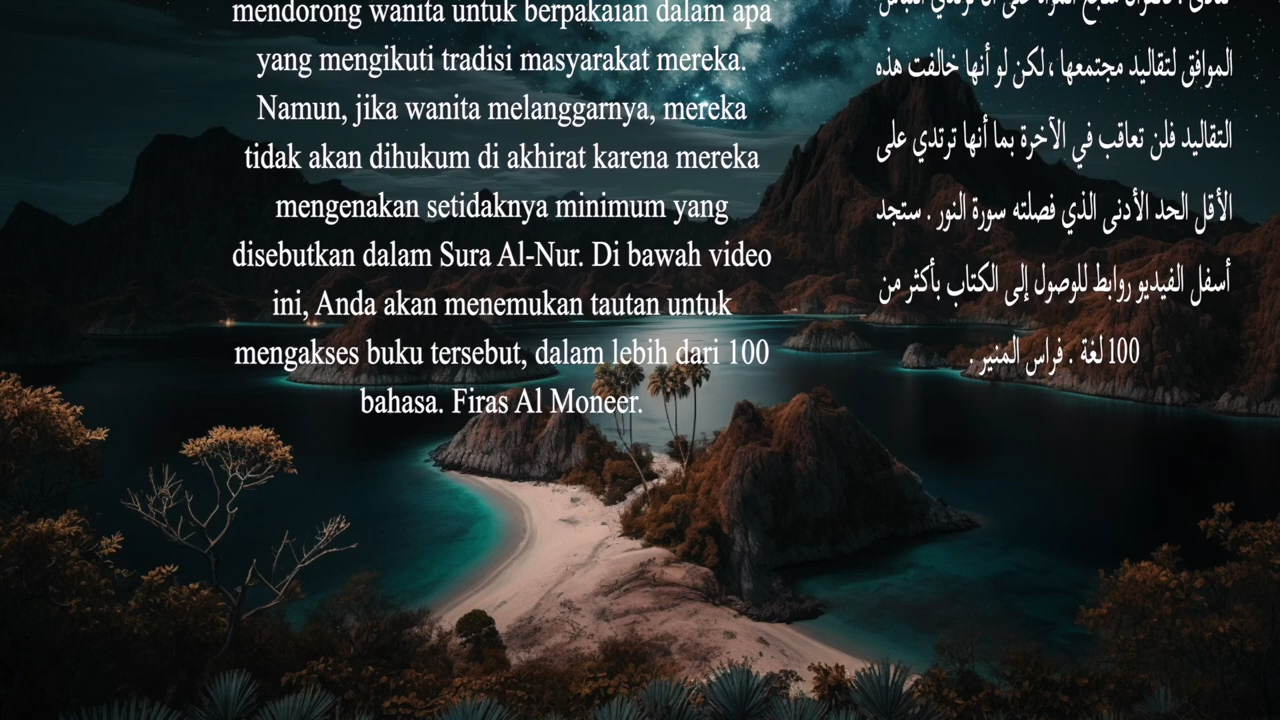 mendorong wanita untuk berpakaian dalam apa
yang mengikuti tradisi masyarakat mereka.
Namun, jika wanita melanggarnya, mereka
tidak akan dihukum di akhirat karena mereka
mengenakan setidaknya minimum yang
disebutkan dalam Sura Al-Nur. Di bawah video
ini, Anda akan menemukan tautan untuk
mengakses buku tersebut, dalam lebih dari 100
bahasa. Firas Al Moneer.
الموافق لتقاليد مجتمعها ، لكن لو أنها خالفت هذه
التقاليد فلن تعاقب في الآخرة بما أنها ترتدي على
الأقل الحد الأدنى الذي فصلته سورة النور . ستجد
أسفل الفيديو روابط للوصول إلى الكتاب بأكثر من
100 لغة . فراس المنير .